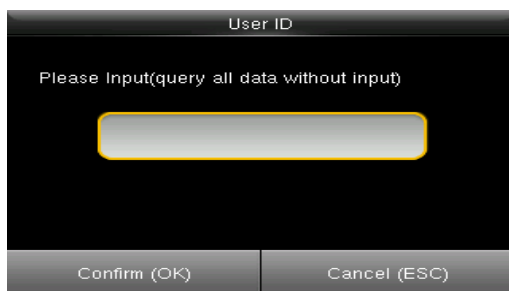 User ID
Please Input(query all data without input)
Confirm (OK)
Cancel (ESC)